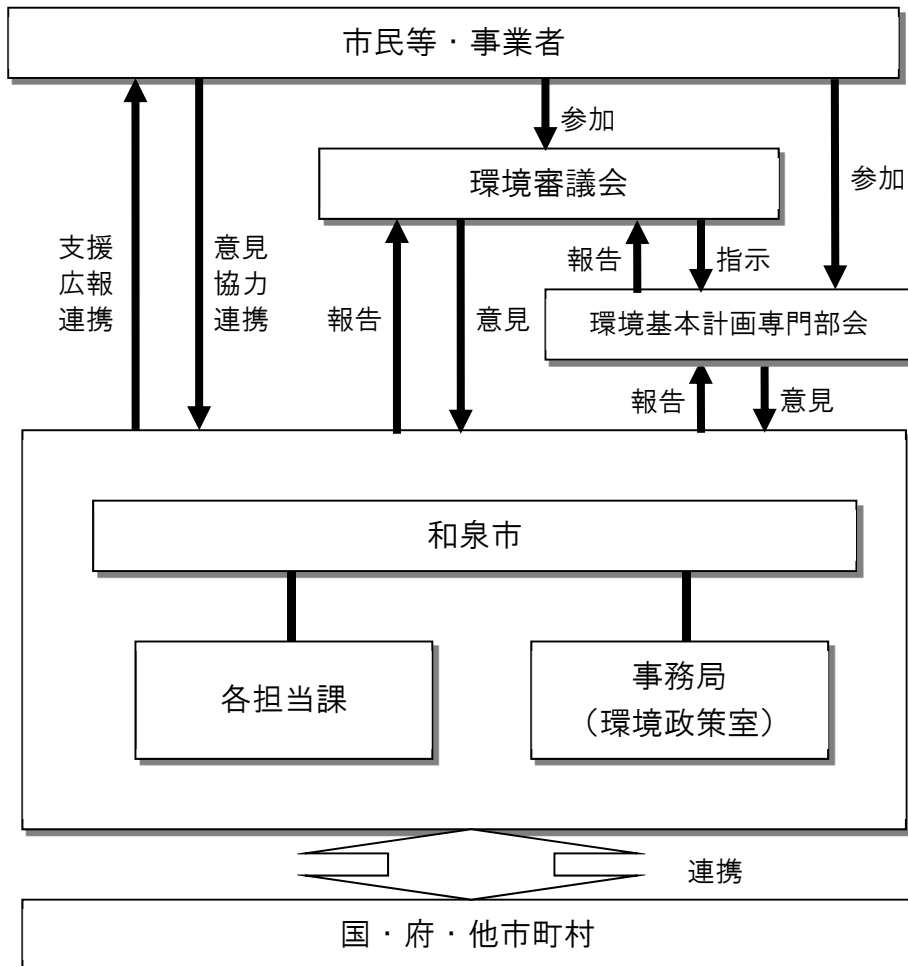 市民等・事業者
参加
環境審議会
参加
支援
広報
連携
意見
協力
連携
報告
意見
報告
指示
環境基本計画専門部会
報告
意見
和泉市
各担当課
事務局
（環境政策室）
連携
国・府・他市町村